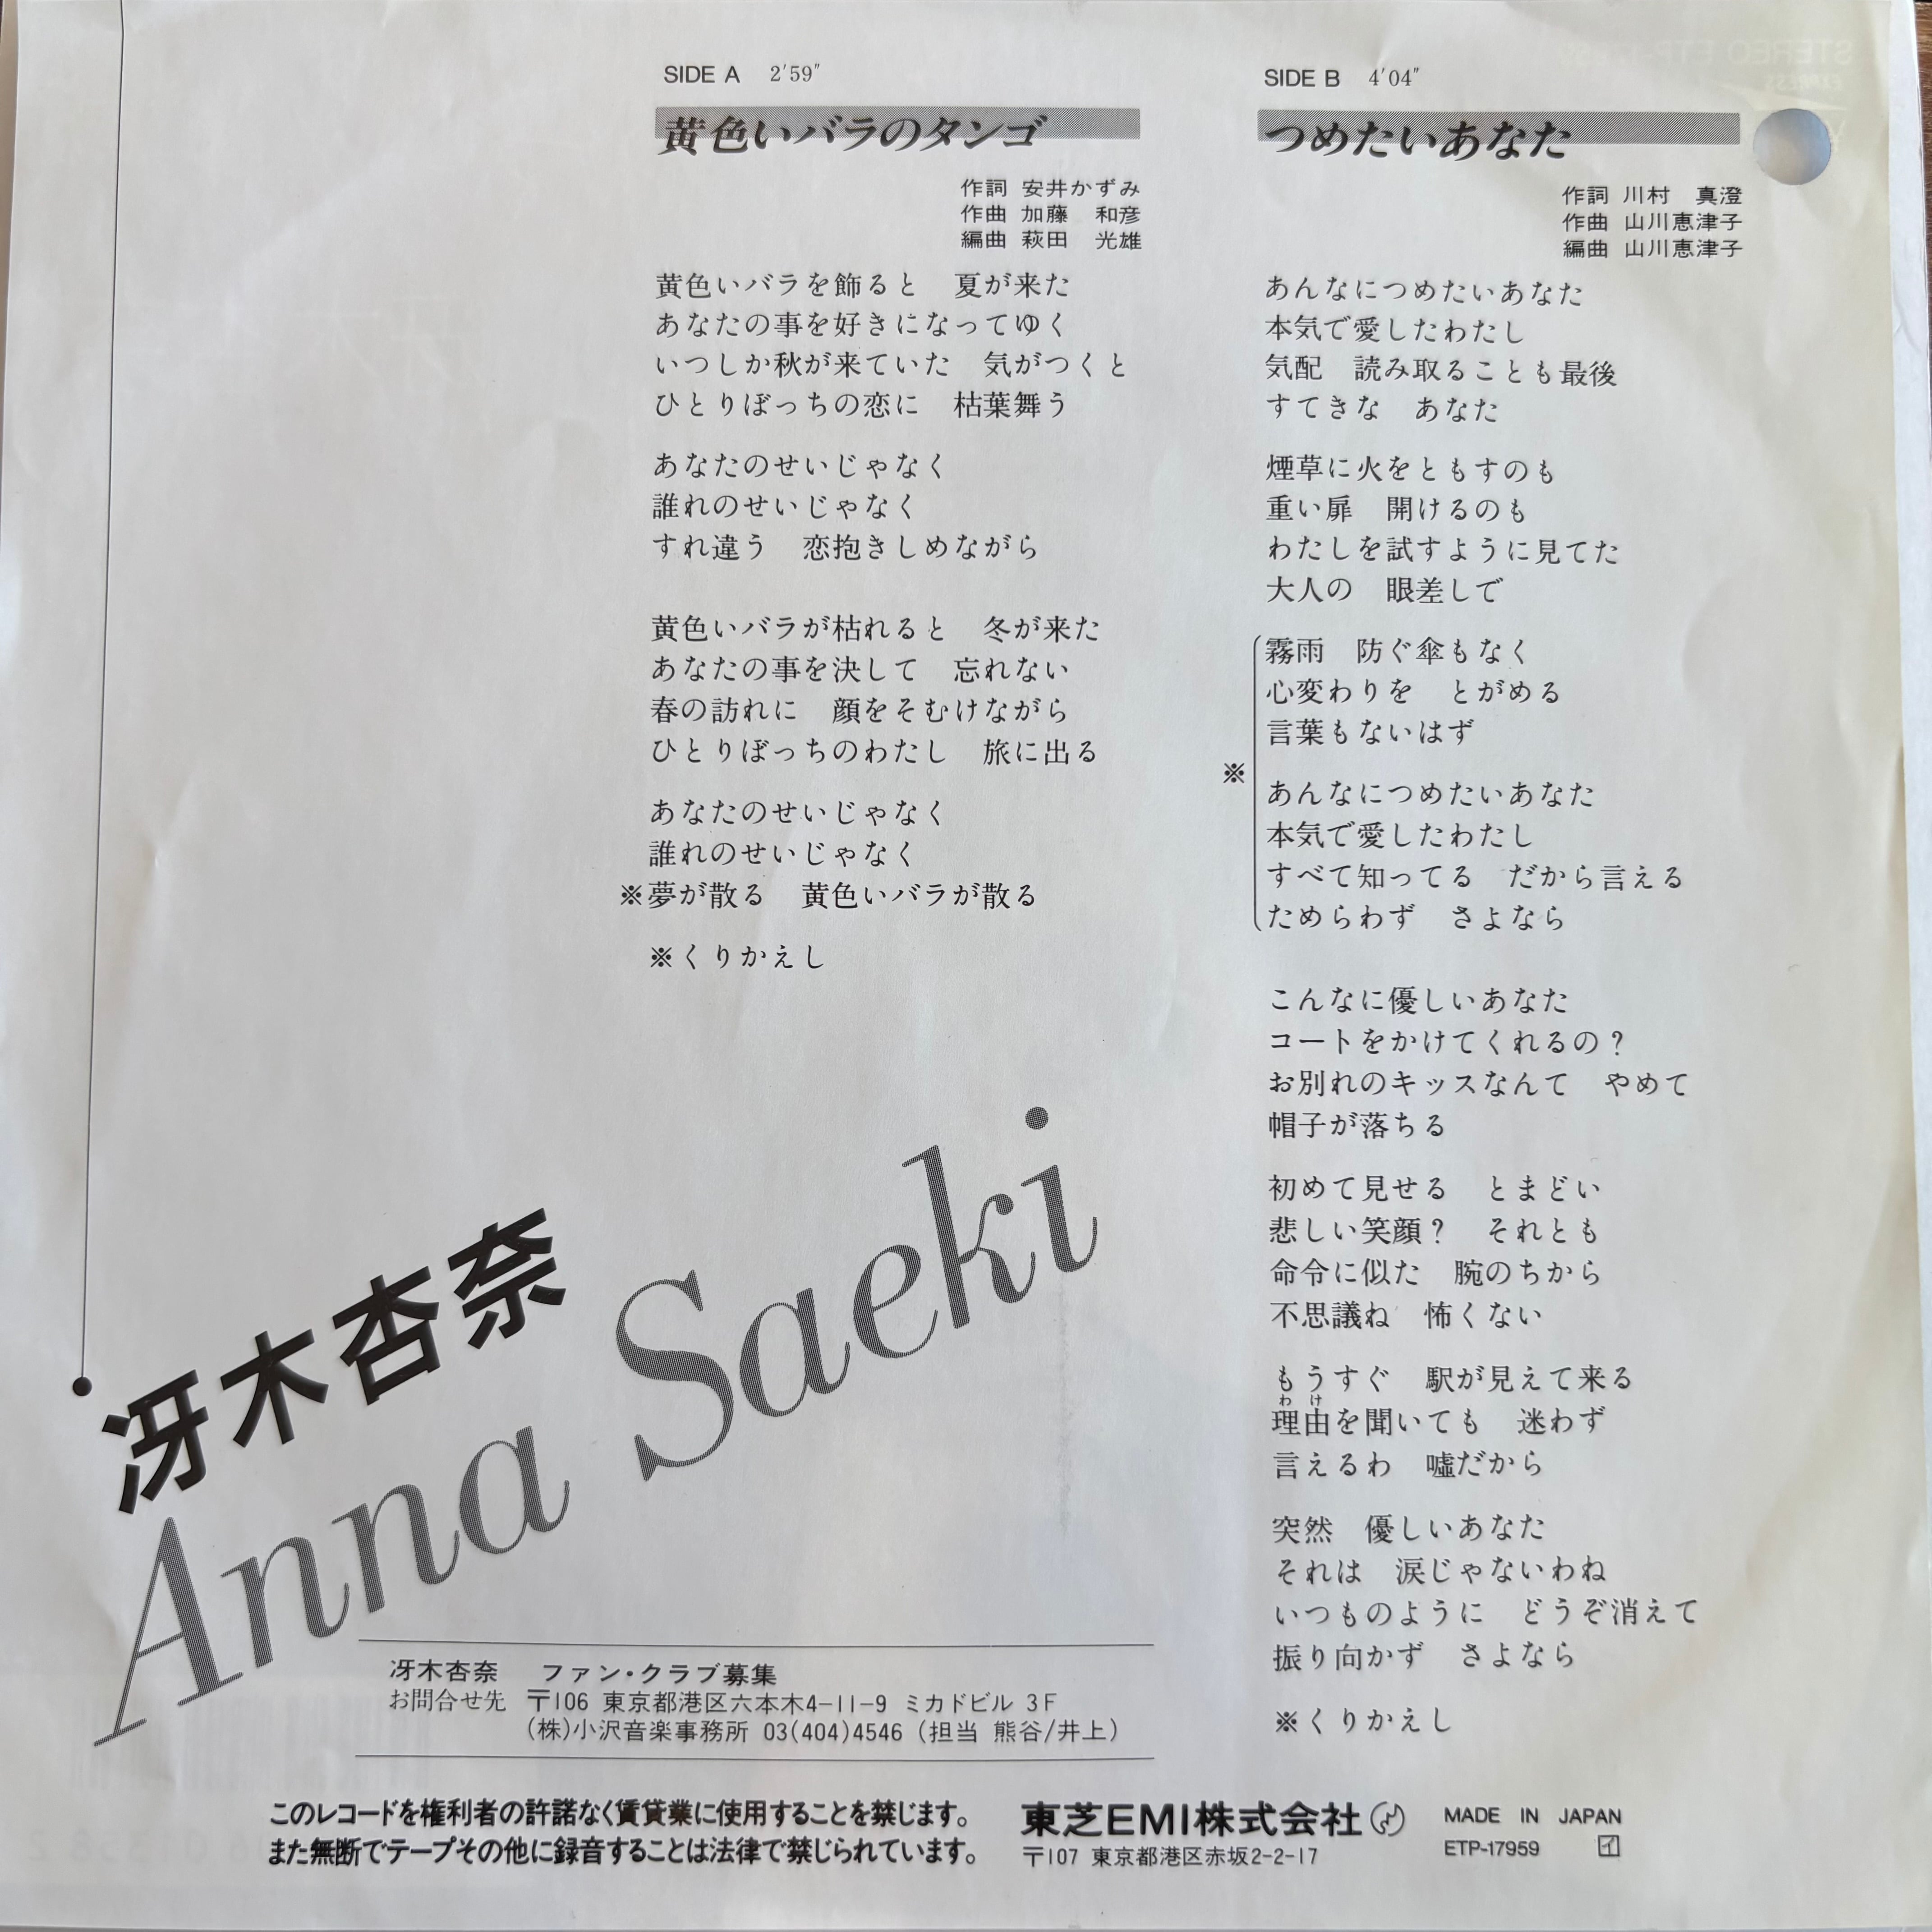 SIDE A 2′59″
黄色いバラのタンゴ
作詞 安井かずみ
作曲 加藤 和彦
編曲 萩田 光雄
黄色いバラを飾ると 夏が来た
あなたの事を好きになってゆく
いつしか秋が来ていた 気がつくと
ひとりぼっちの恋に 枯葉舞う
あなたのせいじゃなく
誰れのせいじゃなく
すれ違う 恋抱きしめながら
黄色いバラが枯れると 冬が来た
あなたの事を決して 忘れない
春の訪れに 顔をそむけながら
ひとりぼっちのわたし 旅に出る
あなたのせいじゃなく
誰れのせいじゃなく
※夢が散る 黄色いバラが散る
※くりかえし
SIDE B 4′04″
つめたいあなた
作詞 川村 真澄
作曲 山川恵津子
編曲 山川恵津子
あんなにつめたいあなた
本気で愛したわたし
気配 読み取ることも最後
すてきな あなた
煙草に火をともすのも
重い扉 開けるのも
わたしを試すように見てた
大人の 眼差しで
※
霧雨 防ぐ傘もなく
心変わりを とがめる
言葉もないはず
あんなにつめたいあなた
本気で愛したわたし
すべて知ってる だから言える
ためらわず さよなら
こんなに優しいあなた
コートをかけてくれるの？
お別れのキッスなんて やめて
帽子が落ちる
初めて見せる とまどい
悲しい笑顔？ それとも
命令に似た 腕のちから
不思議ね 怖くない
もうすぐ 駅が見えて来る
わけ
理由を聞いても 迷わず
言えるわ 嘘だから
突然 優しいあなた
それは 涙じゃないわね
いつものように どうぞ消えて
振り向かず さよなら
※くりかえし
冴木杏奈
Anna Saeki
冴木杏奈 ファン・クラブ募集
お問合せ先 〒106 東京都港区六本木4-11-9 ミカドビル 3F
(株)小沢音楽事務所 03(404)4546 (担当 熊谷/井上)
このレコードを権利者の許諾なく賃貸業に使用することを禁じます。
また無断でテープその他に録音することは法律で禁じられています。
東芝EMI株式会社
〒107 東京都港区赤坂2-2-17
MADE IN JAPAN
ETP-17959 イ